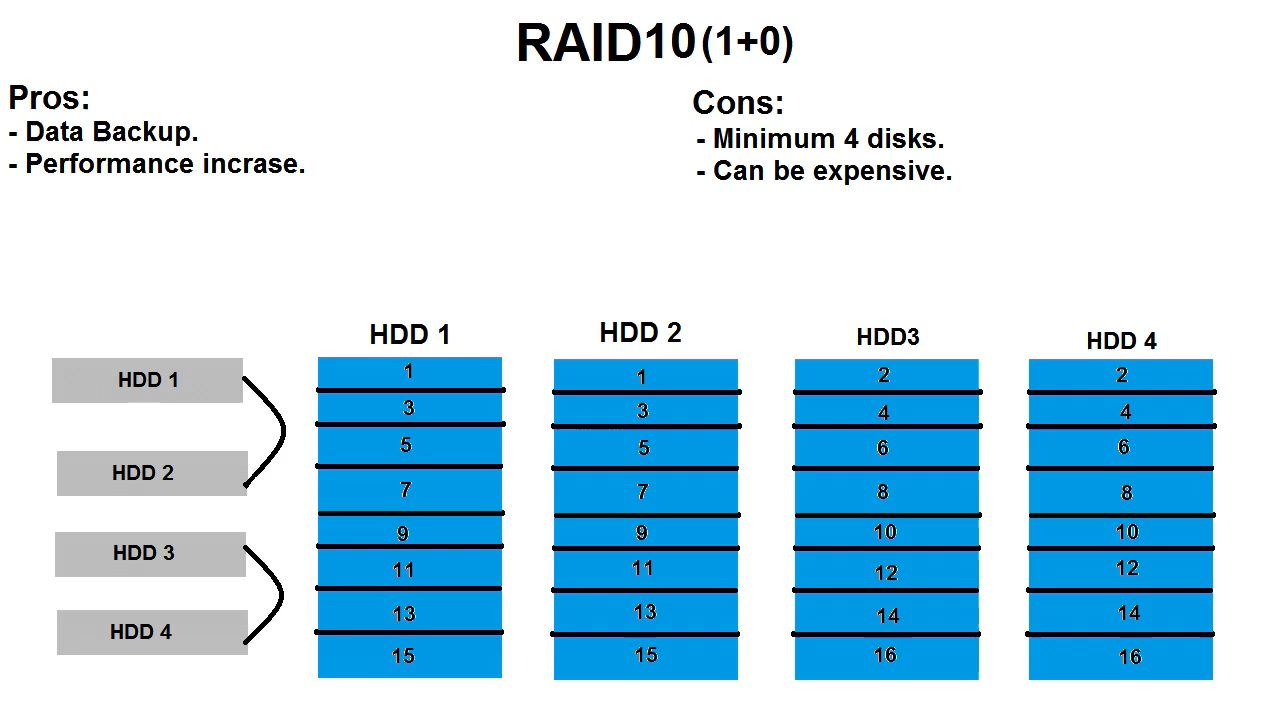 RAID10 (1+0)
Pros:
- Data Backup.
- Performance incrase.
Cons:
- Minimum 4 disks.
- Can be expensive.
HDD 1
HDD 2
HDD 3
HDD 4
HDD 1
1
3
5
7
9
11
13
15
HDD 2
1
3
5
7
9
11
13
15
HDD3
2
4
6
8
10
12
14
16
HDD 4
2
4
6
8
10
12
14
16